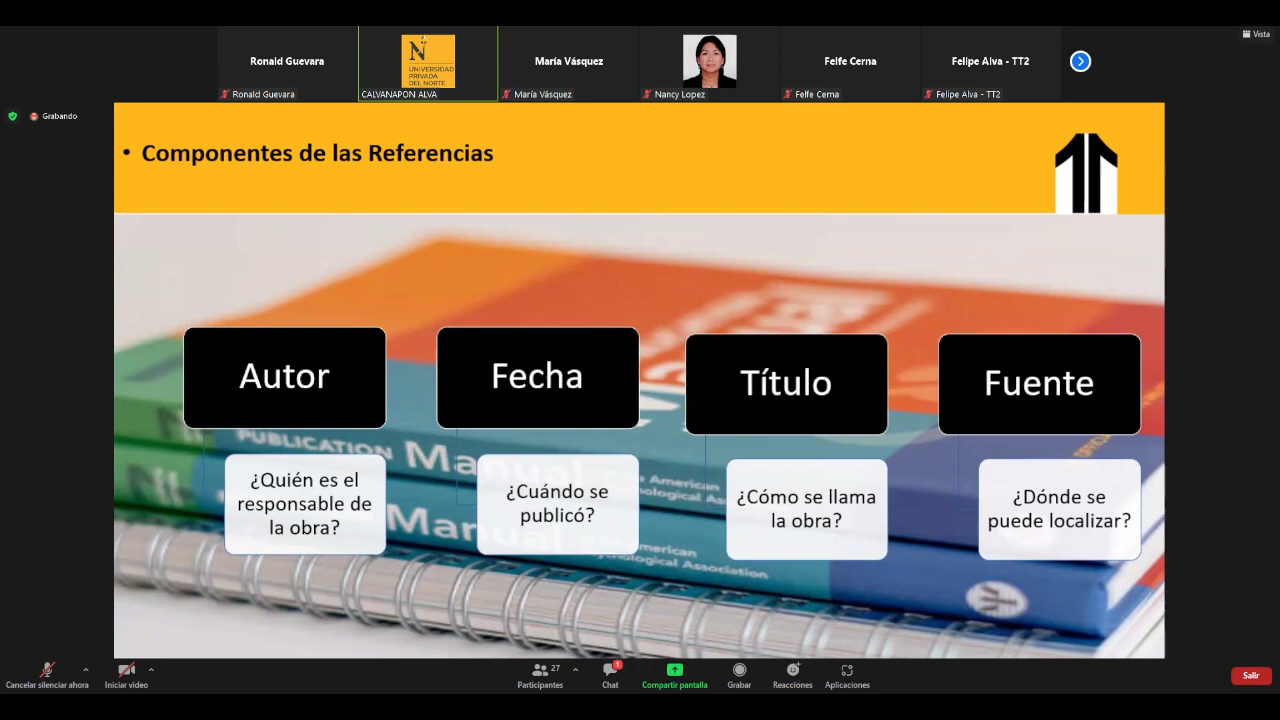 Vista
Ronald Guevara
N
UNIVERSIDAD
PRIVADA
DEL NORTE
María Vásquez
Felfe Cerna
Felipe Alva - TT2
Ronald Guevara
CALVANAPON ALVA
María Vásquez
Nancy Lopez
Felfe Cerna
Felipe Alva - TT2
Grabando
• Componentes de las Referencias
Autor
Fecha
Título
Fuente
¿Quién es el
responsable de
la obra?
¿Cuándo se
publicó?
¿Cómo se llama
la obra?
¿Dónde se
puede localizar?
PUBLICATION
Manual
American
Psychological Association
Cancelar silenciar ahora
Iniciar video
27
Participantes
1
Chat
Compartir pantalla
Grabar
Reacciones
Aplicaciones
Salir